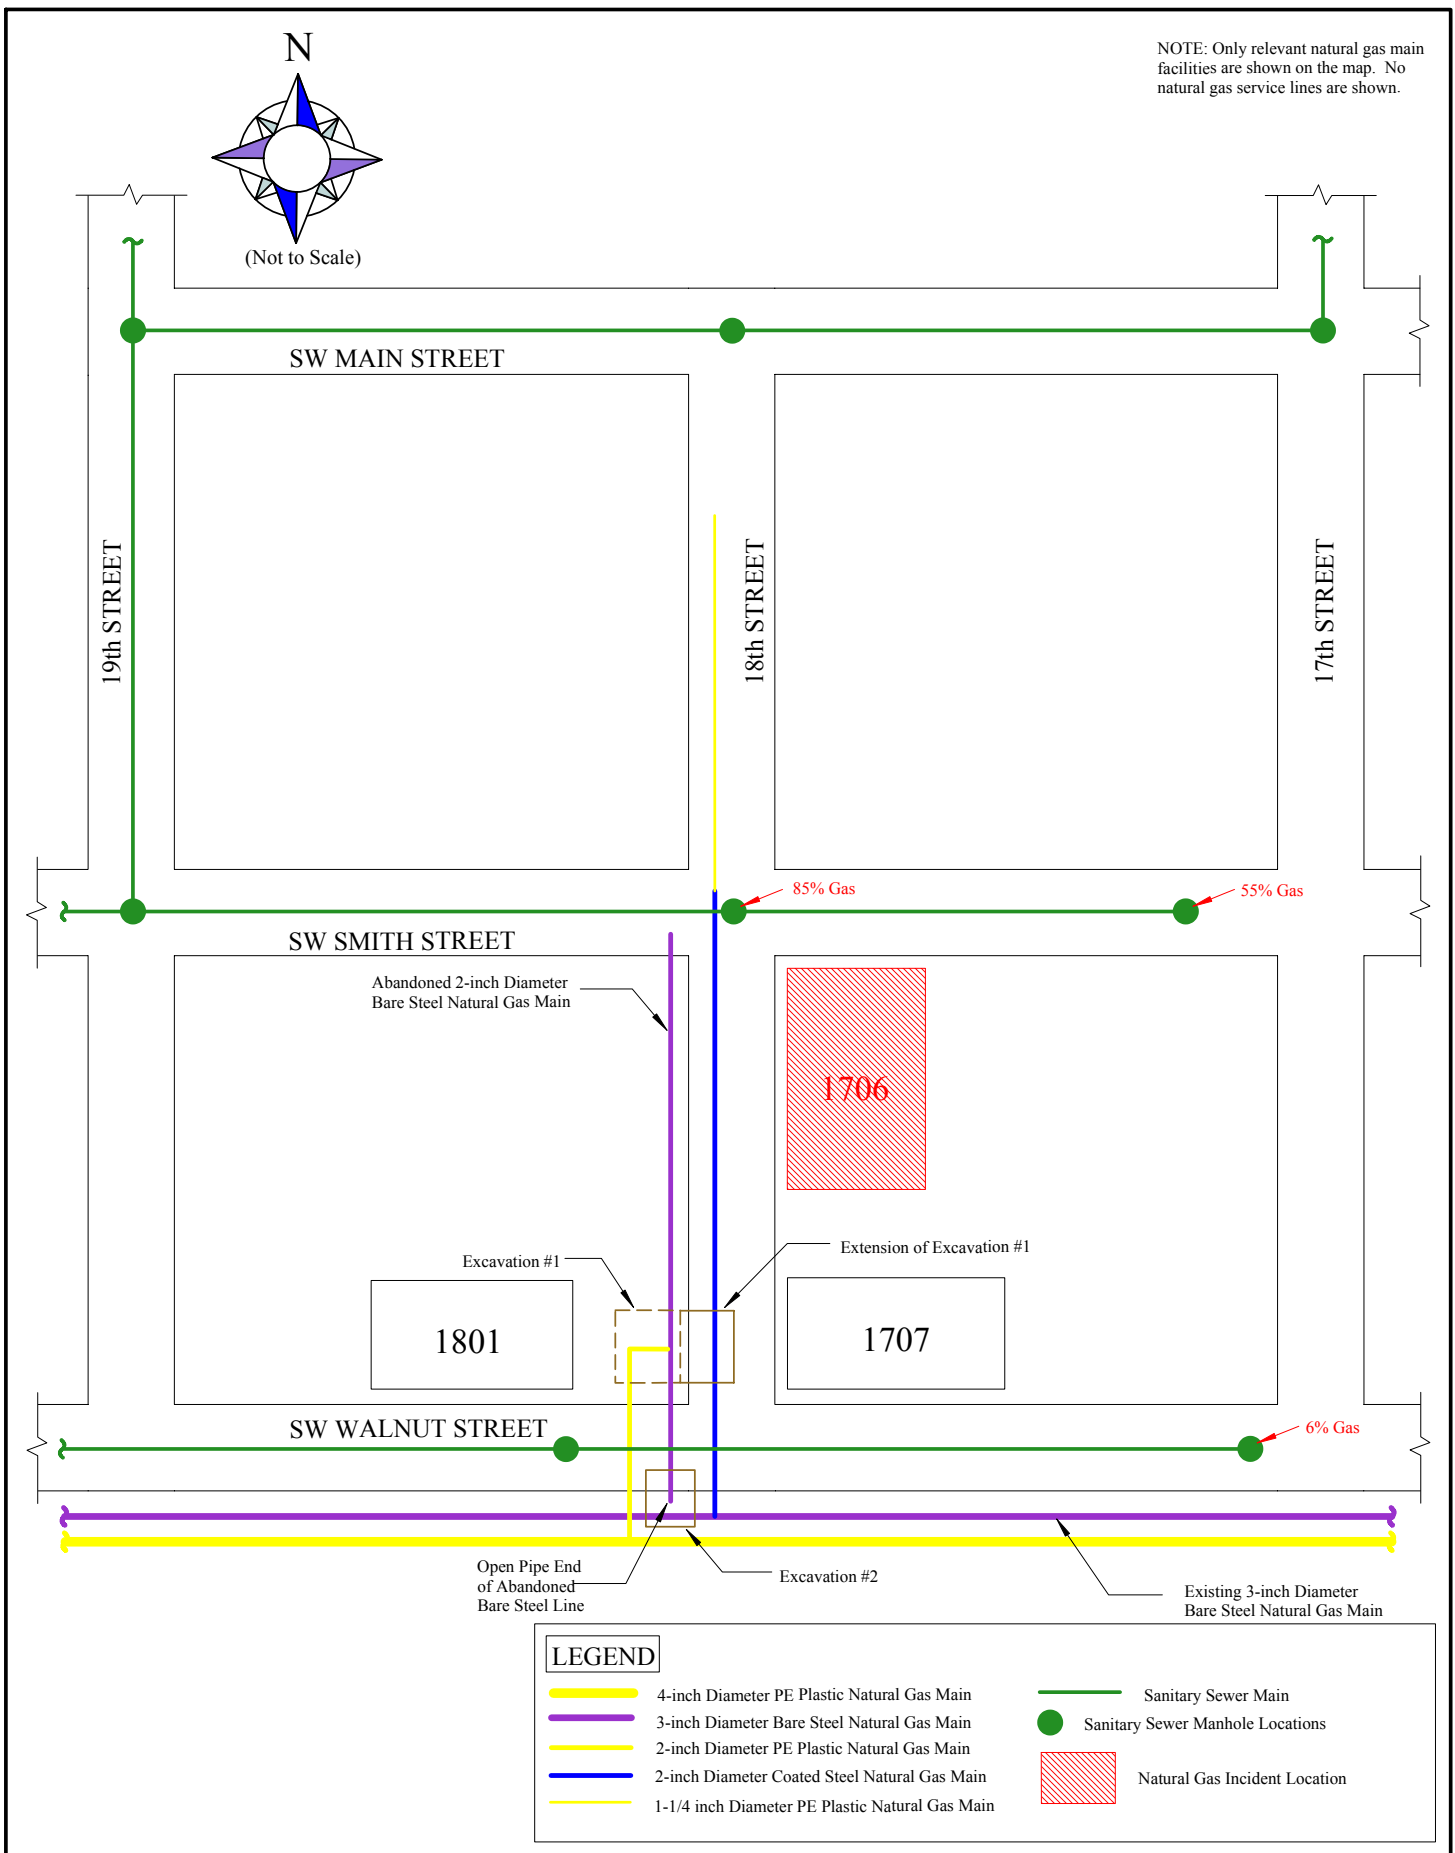 N
(Not to Scale)
NOTE: Only relevant natural gas main
facilities are shown on the map. No
natural gas service lines are shown.
SW MAIN STREET
19th STREET
18th STREET
17th STREET
85% Gas
55% Gas
SW SMITH STREET
Abandoned 2-inch Diameter
Bare Steel Natural Gas Main
1706
Excavation #1
Extension of Excavation #1
1801
1707
SW WALNUT STREET
6% Gas
Open Pipe End
of Abandoned
Bare Steel Line
Excavation #2
Existing 3-inch Diameter
Bare Steel Natural Gas Main
LEGEND
4-inch Diameter PE Plastic Natural Gas Main
3-inch Diameter Bare Steel Natural Gas Main
2-inch Diameter PE Plastic Natural Gas Main
2-inch Diameter Coated Steel Natural Gas Main
1-1/4 inch Diameter PE Plastic Natural Gas Main
Sanitary Sewer Main
Sanitary Sewer Manhole Locations
Natural Gas Incident Location